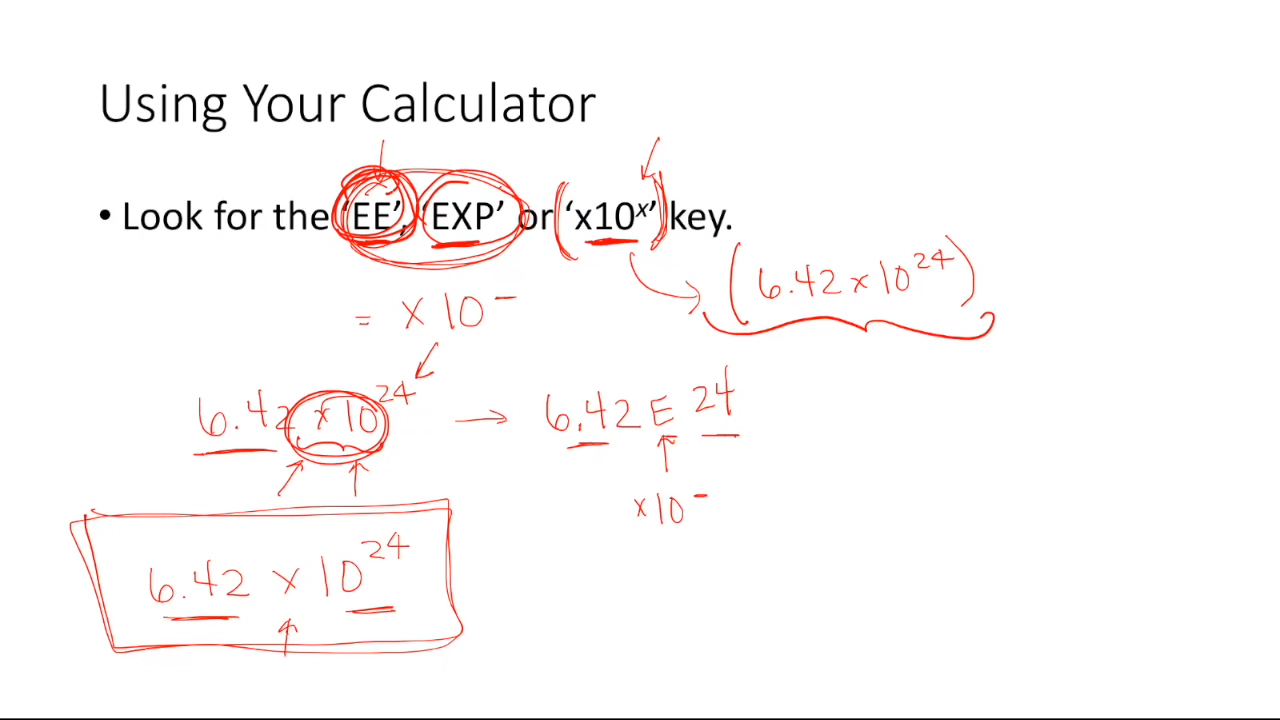 Using Your Calculator
• Look for the ‘EE’, ‘EXP’ or ‘x10ˣ’ key.
(6.42 x 10²⁴)
= x 10⁻
6.42 x 10²⁴ → 6.42 E 24
x 10⁻
6.42 x 10²⁴